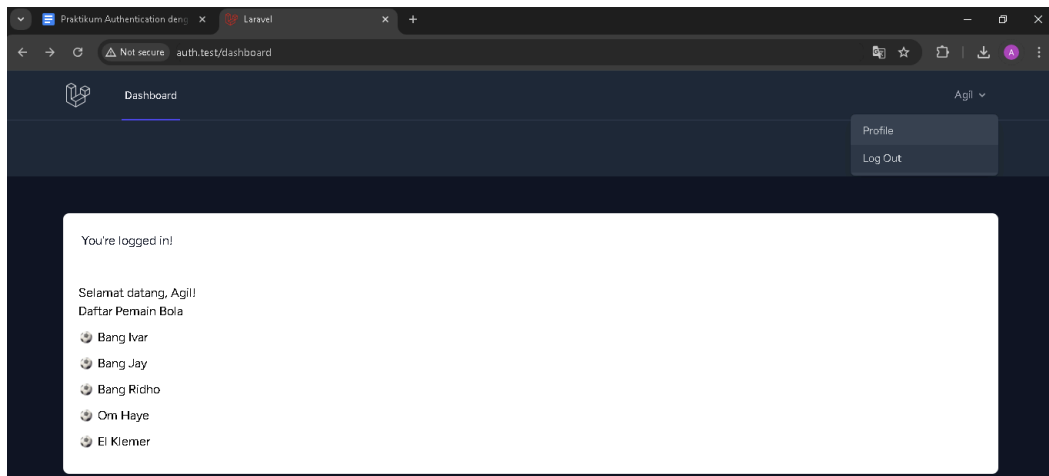 Praktikum Authentication deng
Laravel
Not secure auth.test/dashboard
A
Dashboard
Agil
Profile
Log Out
You're logged in!
Selamat datang, Agil!
Daftar Pemain Bola
Bang Ivar
Bang Jay
Bang Ridho
Om Haye
El Klemer